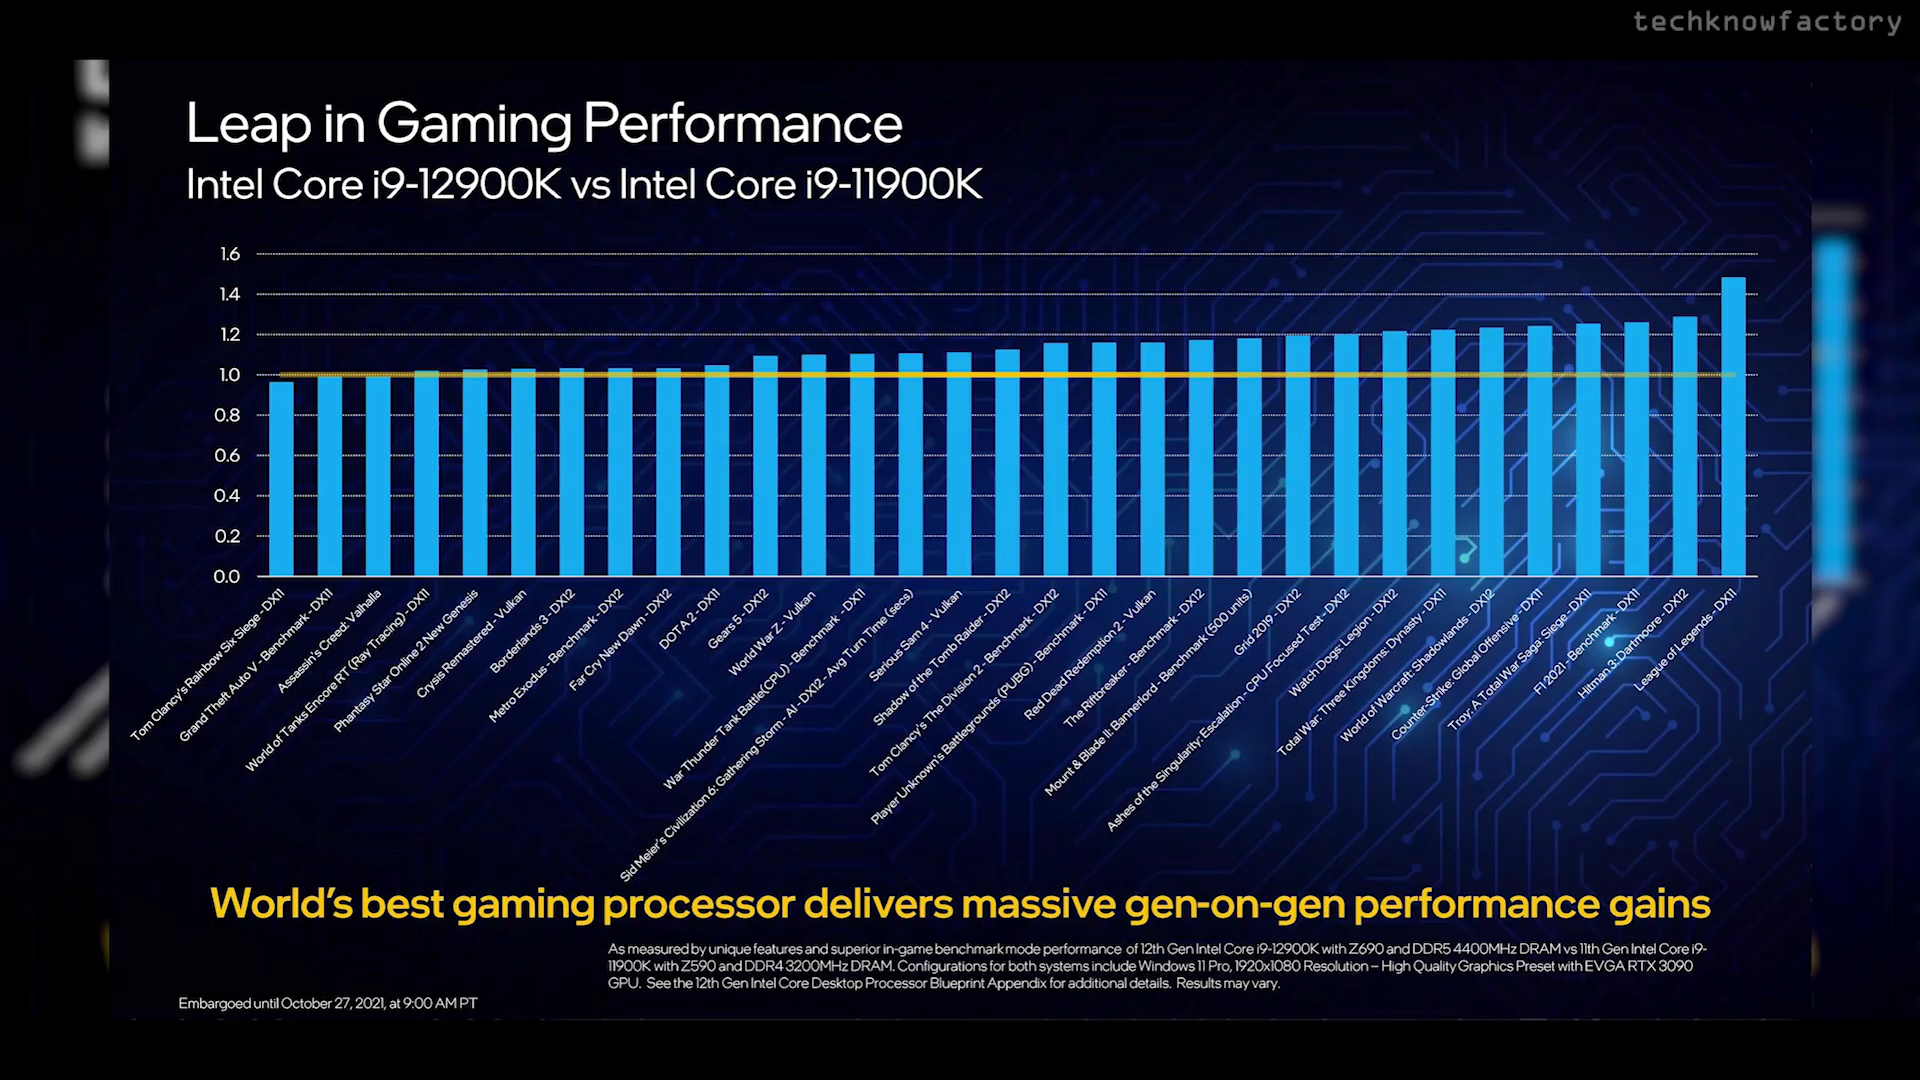 techknowfactory
Leap in Gaming Performance
Intel Core i9-12900K vs Intel Core i9-11900K
1.6
1.4
1.2
1.0
0.8
0.6
0.4
0.2
0.0
Tom Clancy's Rainbow Six Siege - DX11
Grand Theft Auto V - Benchmark - DX11
Assassin's Creed: Valhalla
World of Tanks Encore RT (Ray Tracing) - DX11
Phantasy Star Online 2 New Genesis
Crysis Remastered - Vulkan
Borderlands 3 - DX12
Metro Exodus - Benchmark - DX12
Far Cry New Dawn - DX12
DOTA 2 - DX11
Gears 5 - DX12
World War Z - Vulkan
War Thunder Tank Battle(CPU) - Benchmark - DX11
Sid Meier's Civilization 6: Gathering Storm - AI - DX12 - Avg Turn Time (secs)
Serious Sam 4 - Vulkan
Shadow of the Tomb Raider - DX12
Tom Clancy's The Division 2 - Benchmark - DX12
Player Unknown's Battlegrounds (PUBG) - Benchmark - DX11
Red Dead Redemption 2 - Vulkan
The Riftbreaker - Benchmark - DX12
Mount & Blade II: Bannerlord - Benchmark (500 units)
Grid 2019 - DX12
Ashes of the Singularity: Escalation - CPU Focused Test - DX12
Watch Dogs: Legion - DX12
Total War: Three Kingdoms: Dynasty - DX11
World of Warcraft: Shadowlands - DX12
Counter-Strike: Global Offensive - DX11
Troy: A Total War Saga: Siege - DX11
F1 2021 - Benchmark - DX11
Hitman 3: Dartmoore - DX12
League of Legends - DX11
World's best gaming processor delivers massive gen-on-gen performance gains
As measured by unique features and superior in-game benchmark mode performance of 12th Gen Intel Core i9-12900K with Z690 and DDR5 4400MHz DRAM vs 11th Gen Intel Core i9-
11900K with Z590 and DDR4 3200MHz DRAM. Configurations for both systems include Windows 11 Pro, 1920x1080 Resolution – High Quality Graphics Preset with EVGA RTX 3090
GPU. See the 12th Gen Intel Core Desktop Processor Blueprint Appendix for additional details. Results may vary.
Embargoed until October 27, 2021, at 9:00 AM PT